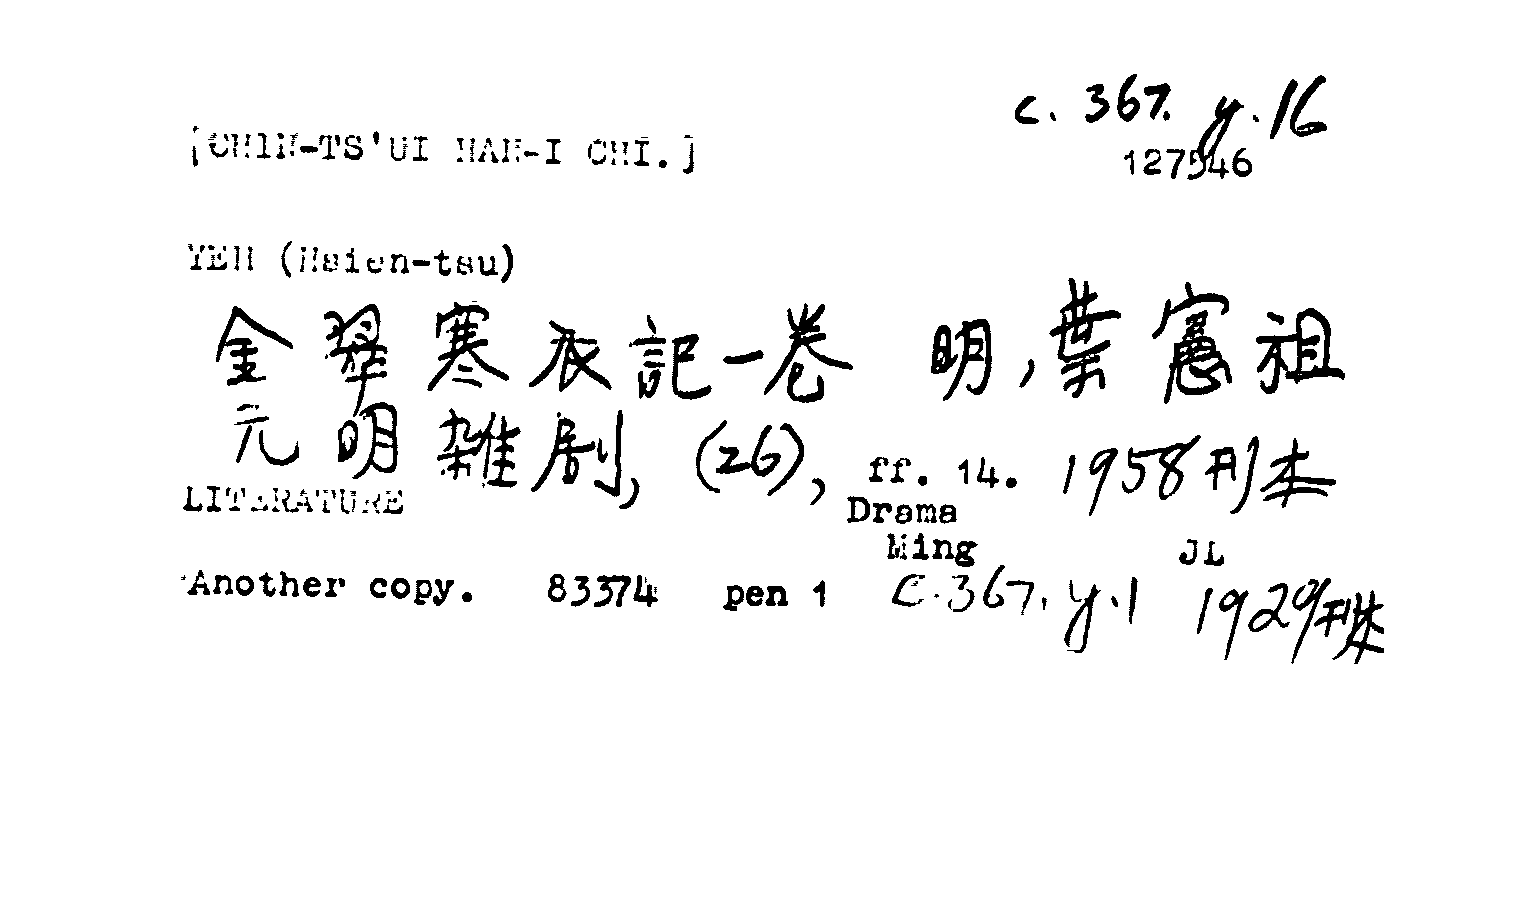 c. 367. y.16
[CHIN-TS'UI HAN-I CHI.]
127546
YEH (Hsien-tsu)
金翠寒衣記一卷 明,葉憲祖
元明雜劇, (26), ff. 14. 1958刊本
LITERATURE
Drama
Ming JL
Another copy. 83374 pen 1 c.367.y.1 1929刊本